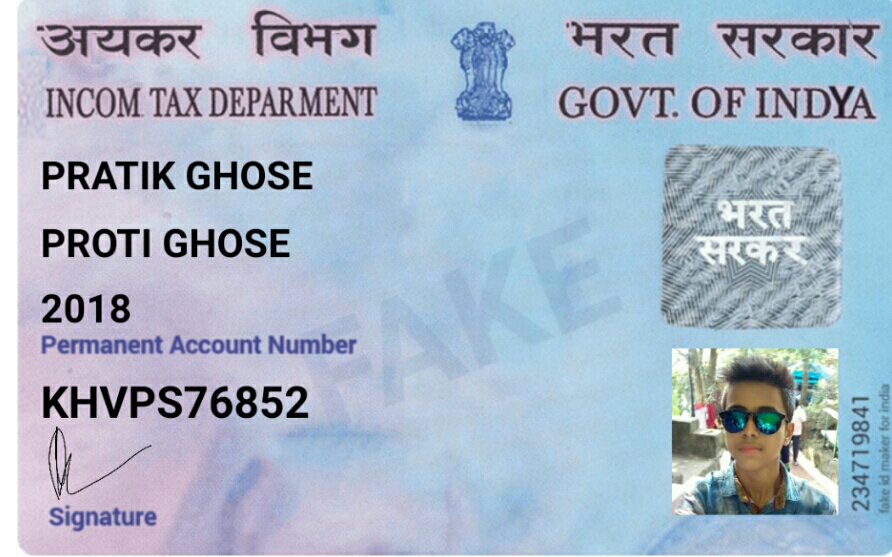 अयकर विभग
भरत सरकार
INCOM TAX DEPARMENT
GOVT. OF INDYA
PRATIK GHOSE
PROTI GHOSE
2018
Permanent Account Number
KHVPS76852
Signature
FAKE
भरत
सरकर
234719841
fake id maker for india